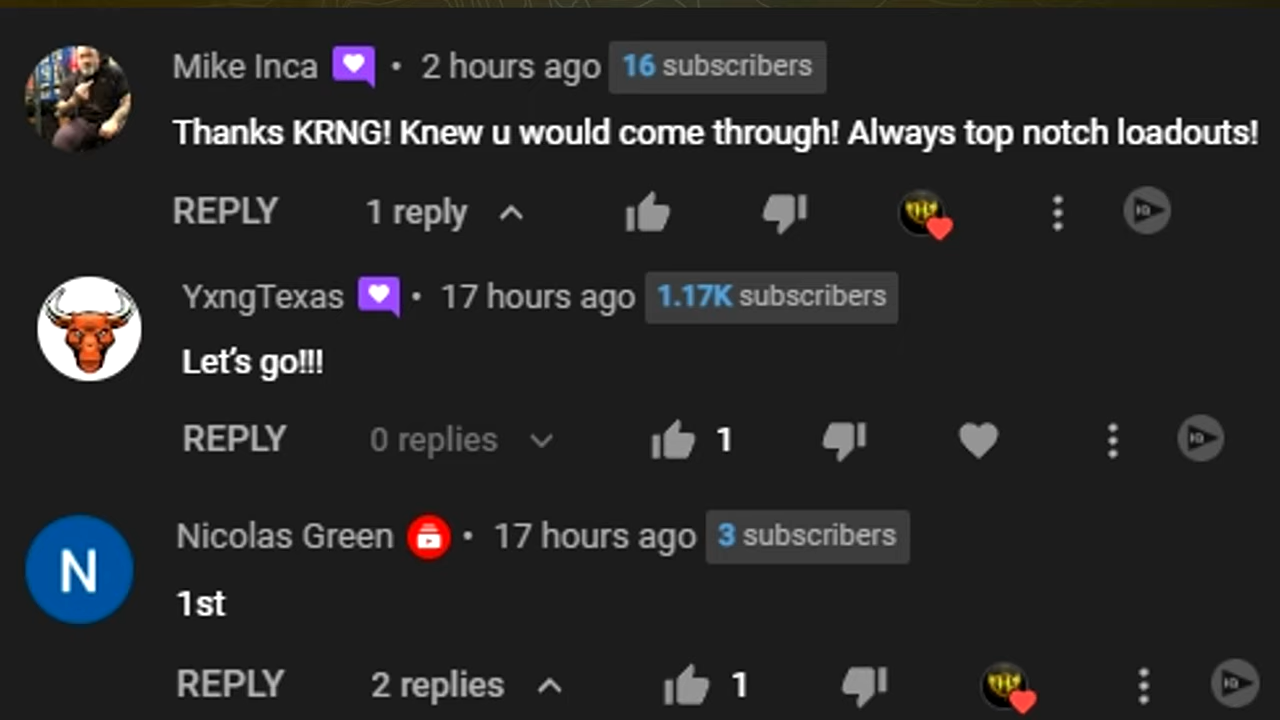 Mike Inca • 2 hours ago 16 subscribers
Thanks KRNG! Knew u would come through! Always top notch loadouts!
REPLY 1 reply
YxngTexas • 17 hours ago 1.17K subscribers
Let's go!!!
REPLY 0 replies 1
N Nicolas Green • 17 hours ago 3 subscribers
1st
REPLY 2 replies 1